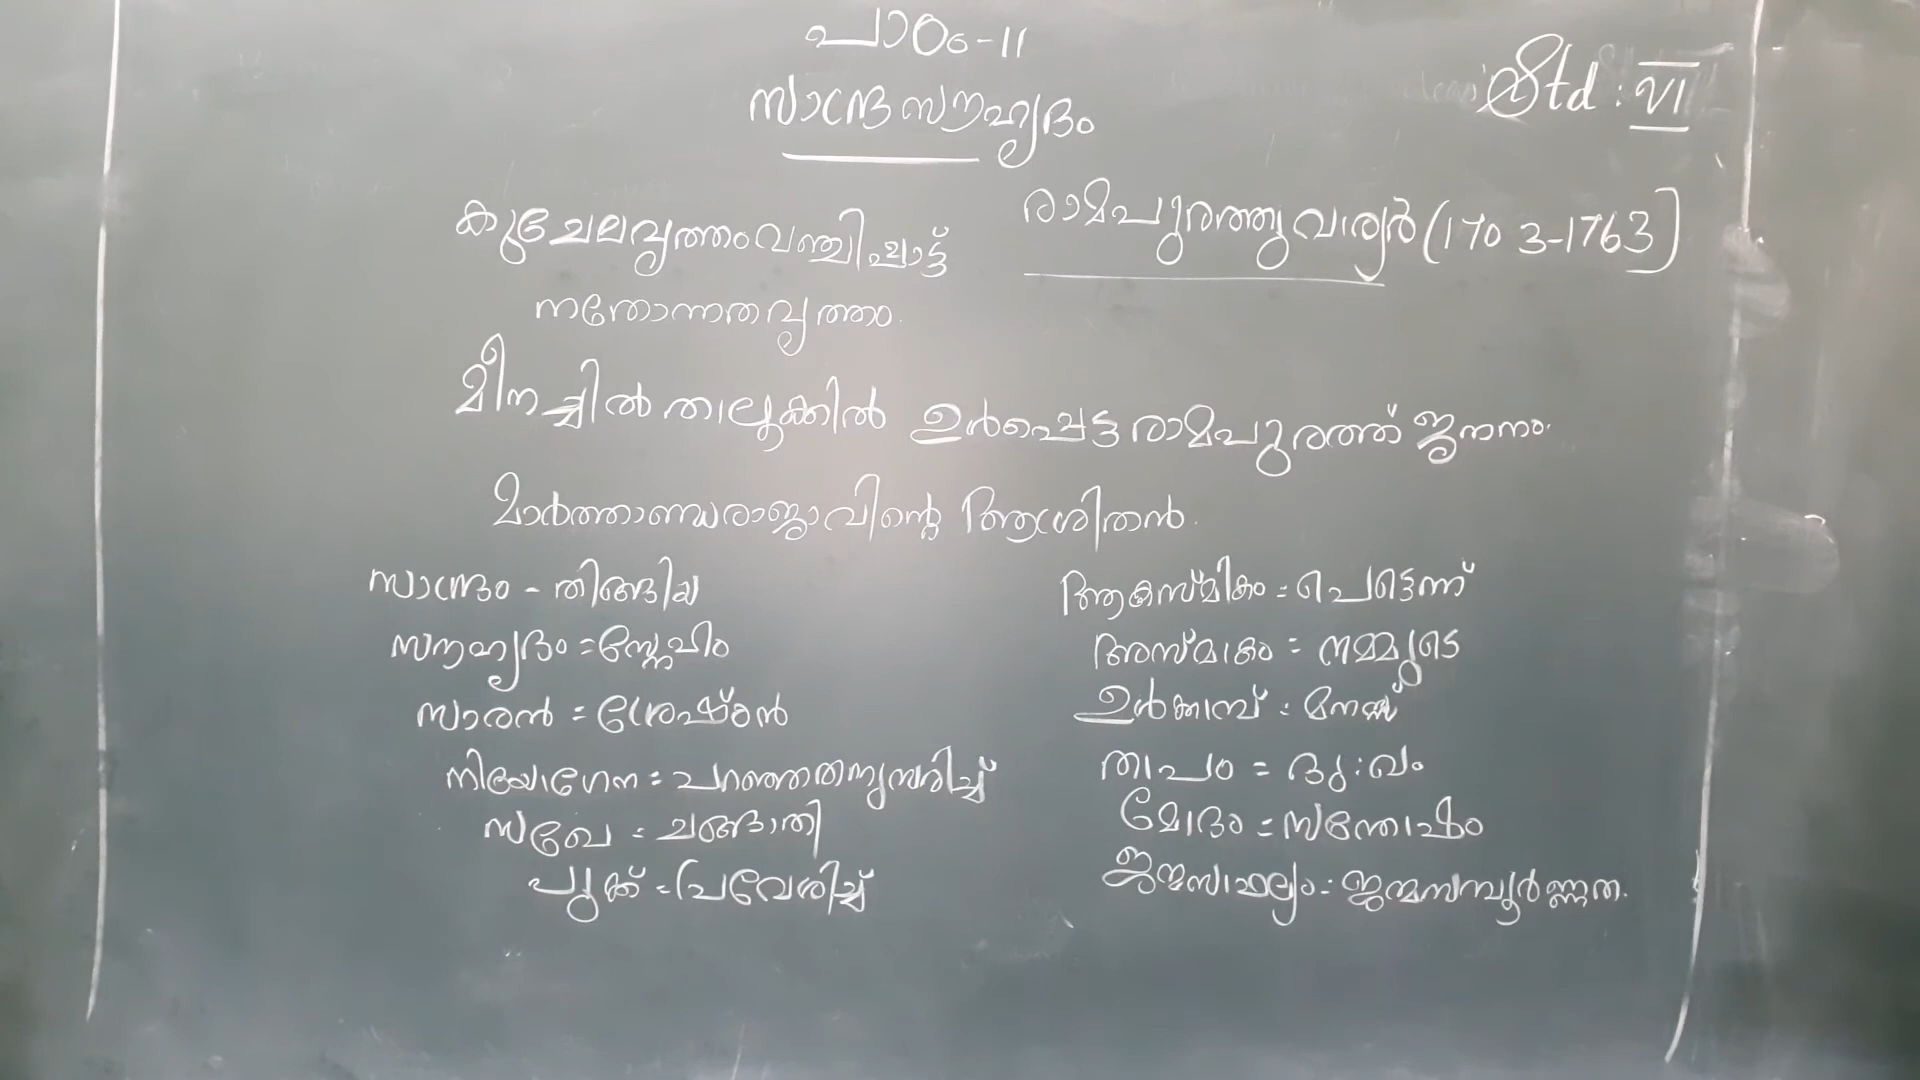 പാഠം-11
Std : VI
സാന്ദ്രസൗഹൃദം
കുചേലവൃത്തംവഞ്ചിപ്പാട്ട്
രാമപുരത്തുവാര്യർ (1703-1763)
നതോന്നതവൃത്തം.
മീനച്ചിൽ താലൂക്കിൽ ഉൾപ്പെട്ട രാമപുരത്ത് ജനനം.
മാർത്താണ്ഡരാജാവിന്റെ ആശ്രിതൻ.
സാന്ദ്രം - തിങ്ങിയ
സൗഹൃദം = സ്നേഹം
സാരൻ = ശ്രേഷ്ഠൻ
നിയോഗേന = പറഞ്ഞതനുസരിച്ച്
സഖേ = ചങ്ങാതി
പുക്ക് = പ്രവേശിച്ച്
ആകസ്മികം = പെട്ടെന്ന്
അസ്മാകം = നമ്മുടെ
ഉൾക്കാമ്പ് = മനസ്സ്
താപം = ദുഃഖം
മോദം = സന്തോഷം
ജന്മസാഫല്യം = ജന്മസമ്പൂർണ്ണത.